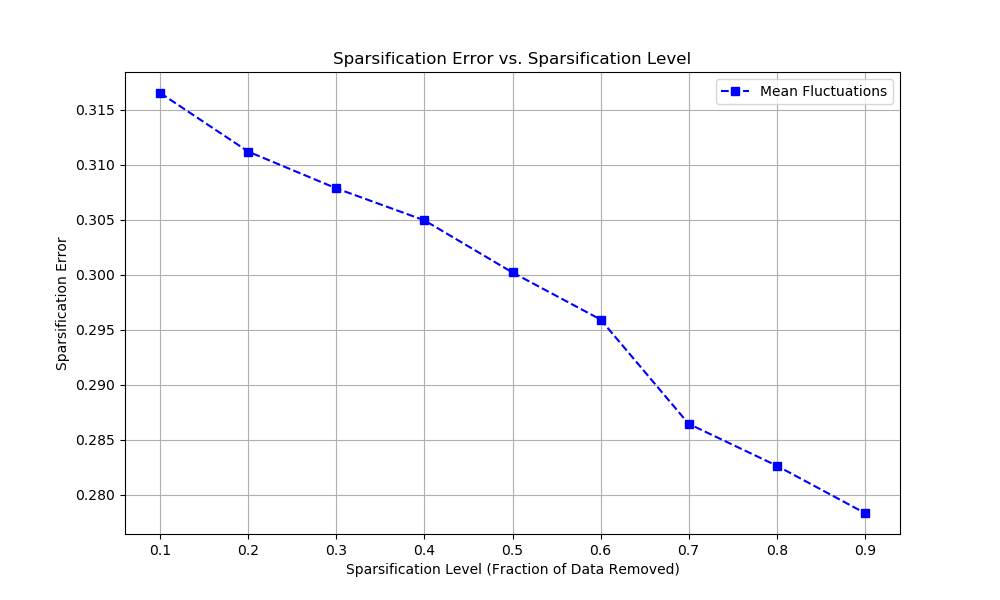 Sparsification Error vs. Sparsification Level
Mean Fluctuations
Sparsification Error
0.315
0.310
0.305
0.300
0.295
0.290
0.285
0.280
0.1 0.2 0.3 0.4 0.5 0.6 0.7 0.8 0.9
Sparsification Level (Fraction of Data Removed)